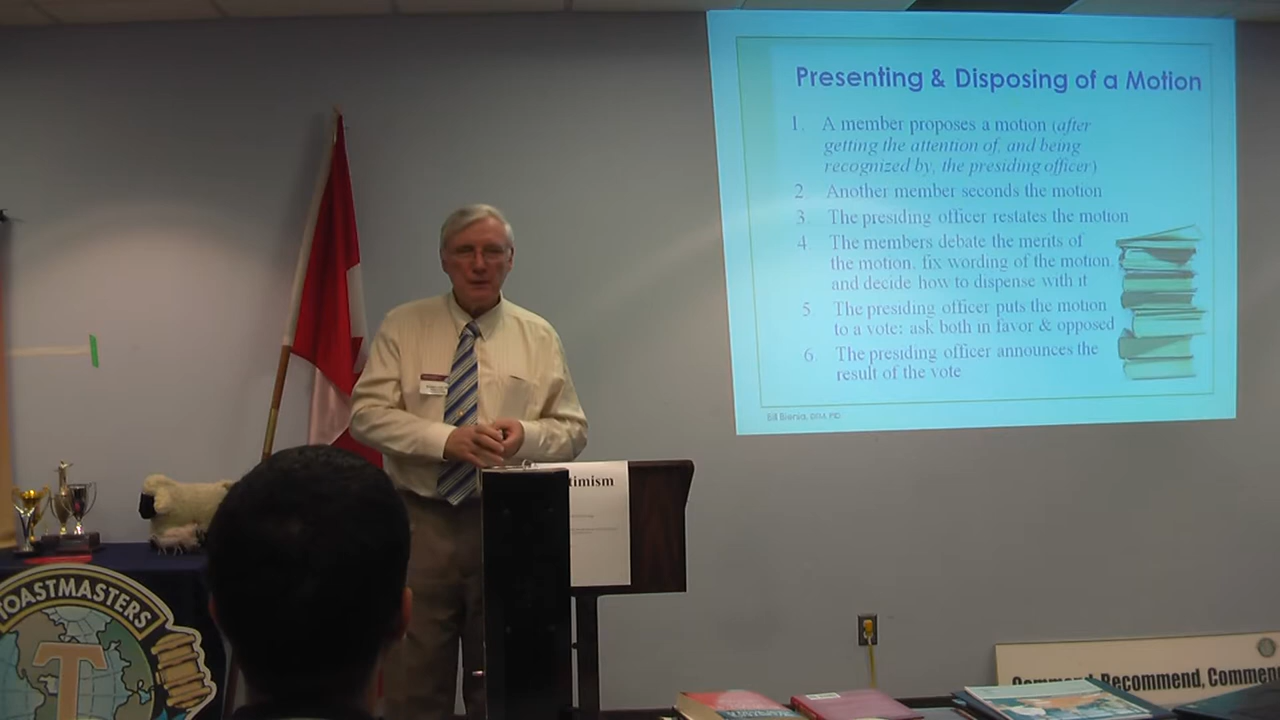 Presenting & Disposing of a Motion
1. A member proposes a motion (after
getting the attention of, and being
recognized by, the presiding officer)
2. Another member seconds the motion
3. The presiding officer restates the motion
4. The members debate the merits of
the motion, fix wording of the motion,
and decide how to dispense with it
5. The presiding officer puts the motion
to a vote: ask both in favor & opposed
6. The presiding officer announces the
result of the vote
Bill Bienia, DTM, PID
timism
TOASTMASTERS
T
Recommend, Commen